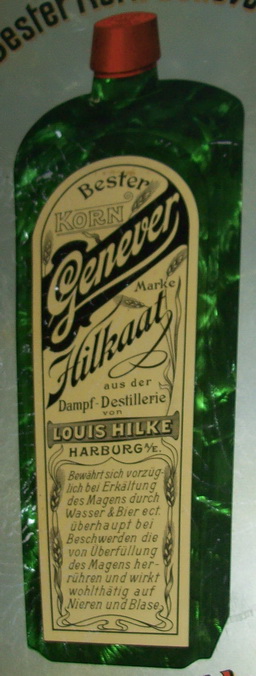 Bester
Bester
KORN
Genever
Marke
Hilkaat
aus der
Dampf-Destillerie
von
LOUIS HILKE
HARBURG A/E.
Bewährt sich vorzüg-
lich bei Erkältung
des Magens durch
Wasser & Bier ect.
überhaupt bei
Beschwerden die
von Überfüllung
des Magens her-
rühren und wirkt
wohlthätig auf
Nieren und Blase